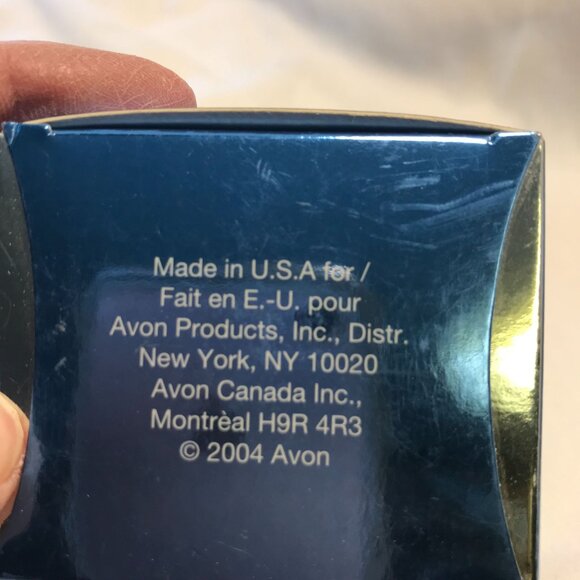 Made in U.S.A for /
Fait en E.-U. pour
Avon Products, Inc., Distr.
New York, NY 10020
Avon Canada Inc.,
Montrèal H9R 4R3
© 2004 Avon